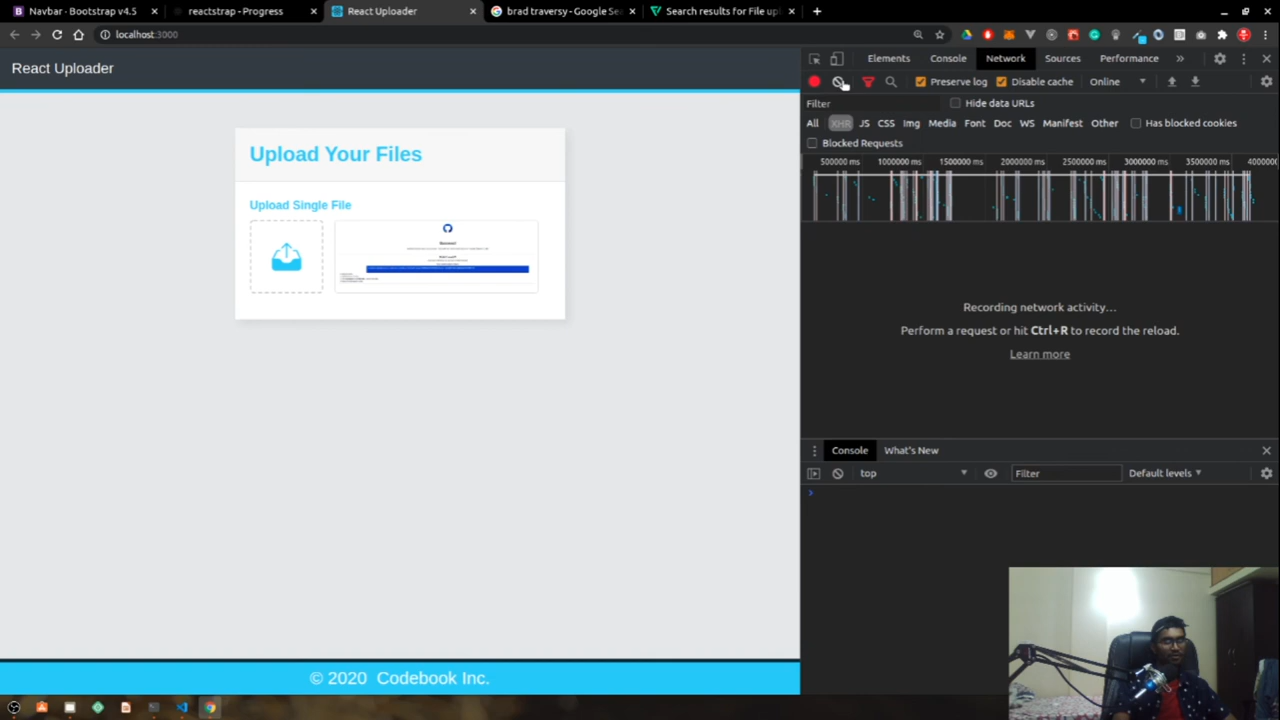 Navbar · Bootstrap v4.5
reactstrap - Progress
React Uploader
brad traversy - Google Se
Search results for File upl
localhost:3000
React Uploader
Upload Your Files
Upload Single File
© 2020 Codebook Inc.
Elements Console Network Sources Performance »
Preserve log Disable cache Online
Filter Hide data URLs
All XHR JS CSS Img Media Font Doc WS Manifest Other Has blocked cookies
Blocked Requests
500000 ms 1000000 ms 1500000 ms 2000000 ms 2500000 ms 3000000 ms 3500000 ms 4000000
Recording network activity…
Perform a request or hit Ctrl+R to record the reload.
Learn more
Console What's New
top Filter Default levels